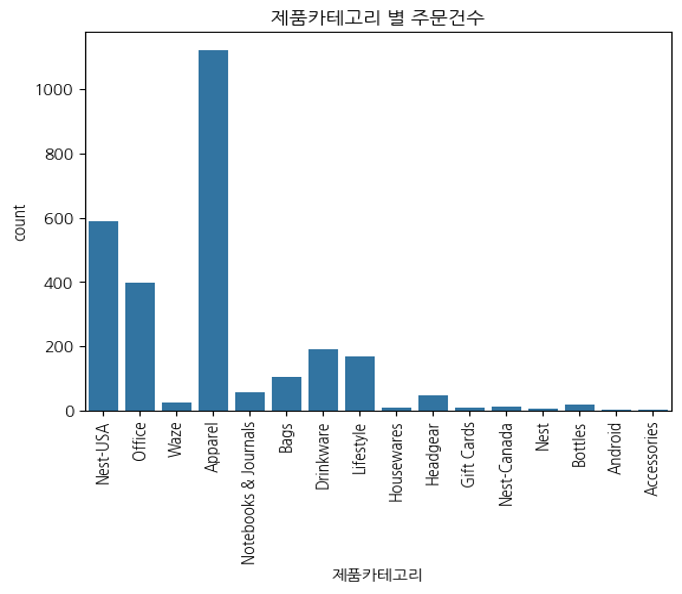 제품카테고리 별 주문건수
count
1000
800
600
400
200
0
Nest-USA
Office
Waze
Apparel
Notebooks & Journals
Bags
Drinkware
Lifestyle
Housewares
Headgear
Gift Cards
Nest-Canada
Nest
Bottles
Android
Accessories
제품카테고리